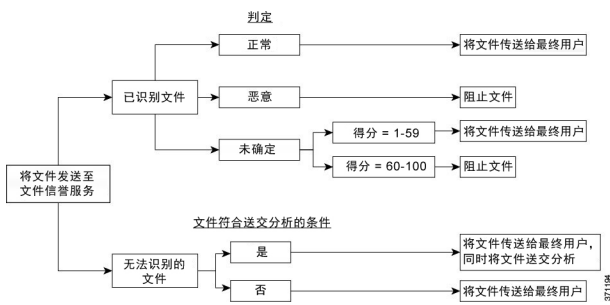 判定
正常
将文件传送给最终用户
已识别文件
恶意
阻止文件
未确定
得分 = 1-59
将文件传送给最终用户
得分 = 60-100
阻止文件
将文件发送至
文件信誉服务
文件符合送交分析的条件
无法识别的
文件
是
将文件传送给最终用户，
同时将文件送交分析
否
将文件传送给最终用户
371194